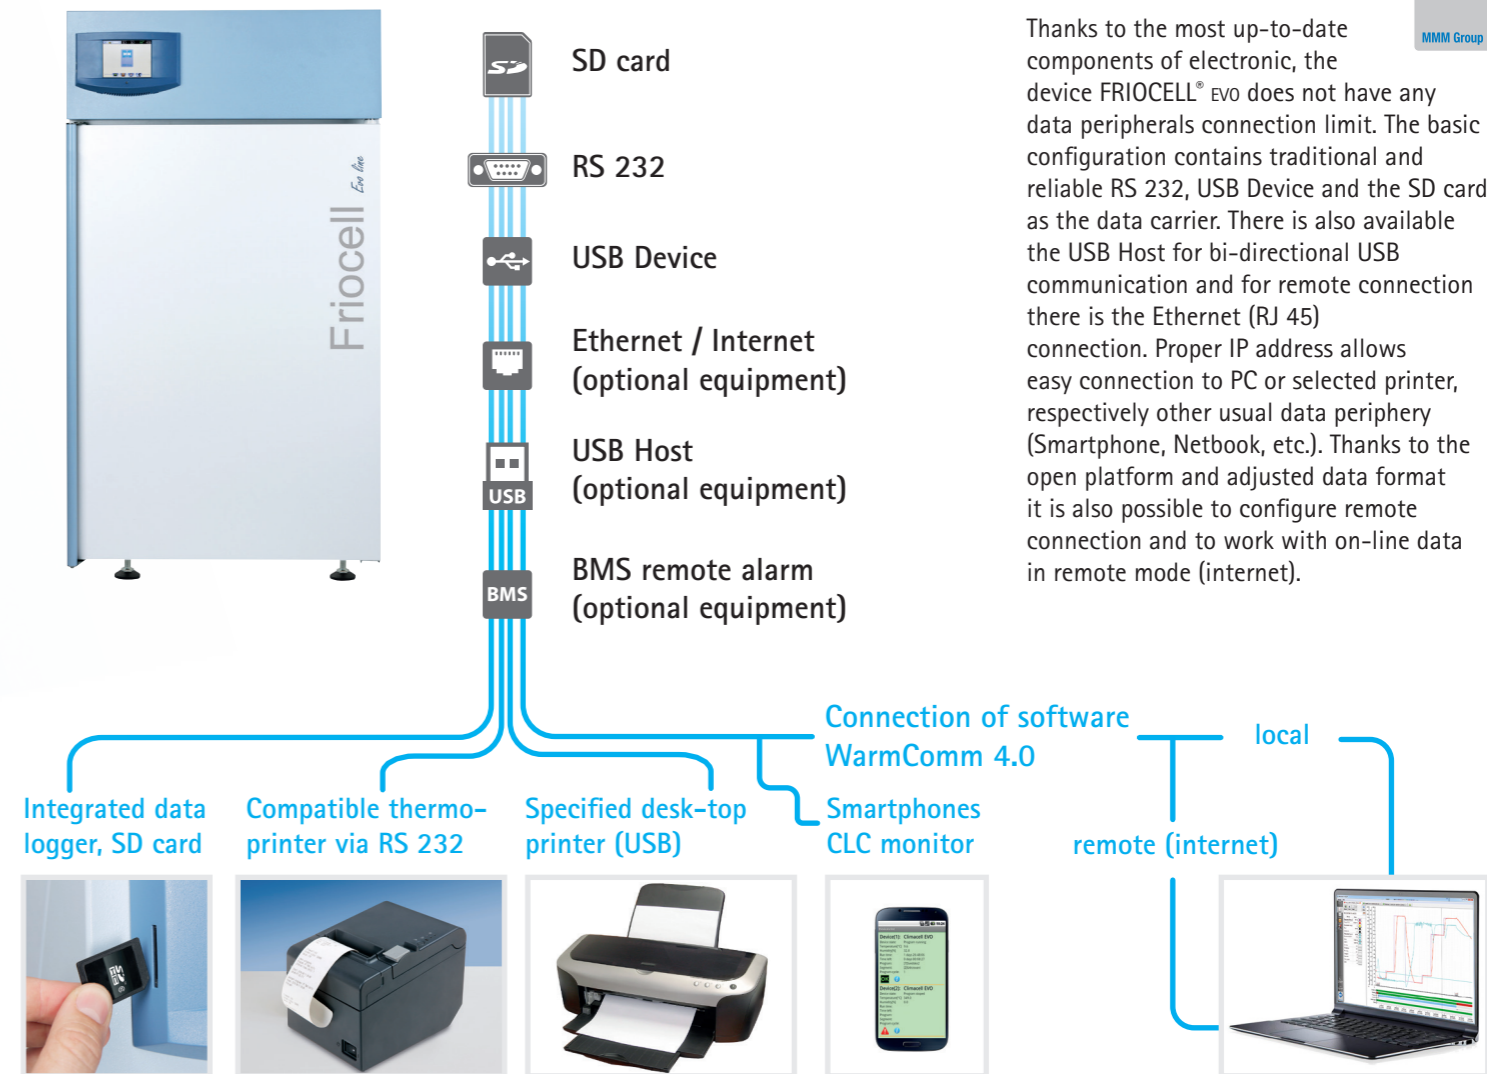 MMM Group
Friocell Evo line
SD card
RS 232
USB Device
Ethernet / Internet
(optional equipment)
USB Host
(optional equipment)
USB
BMS remote alarm
(optional equipment)
BMS
Thanks to the most up-to-date
components of electronic, the
device FRIOCELL® EVO does not have any
data peripherals connection limit. The basic
configuration contains traditional and
reliable RS 232, USB Device and the SD card
as the data carrier. There is also available
the USB Host for bi-directional USB
communication and for remote connection
there is the Ethernet (RJ 45)
connection. Proper IP address allows
easy connection to PC or selected printer,
respectively other usual data periphery
(Smartphone, Netbook, etc.). Thanks to the
open platform and adjusted data format
it is also possible to configure remote
connection and to work with on-line data
in remote mode (internet).
Connection of software
WarmComm 4.0
local
remote (internet)
Integrated data
logger, SD card
Compatible thermo-
printer via RS 232
Specified desk-top
printer (USB)
Smartphones
CLC monitor
Device(1): Climacell EVO
Device(2): Climacell EVO